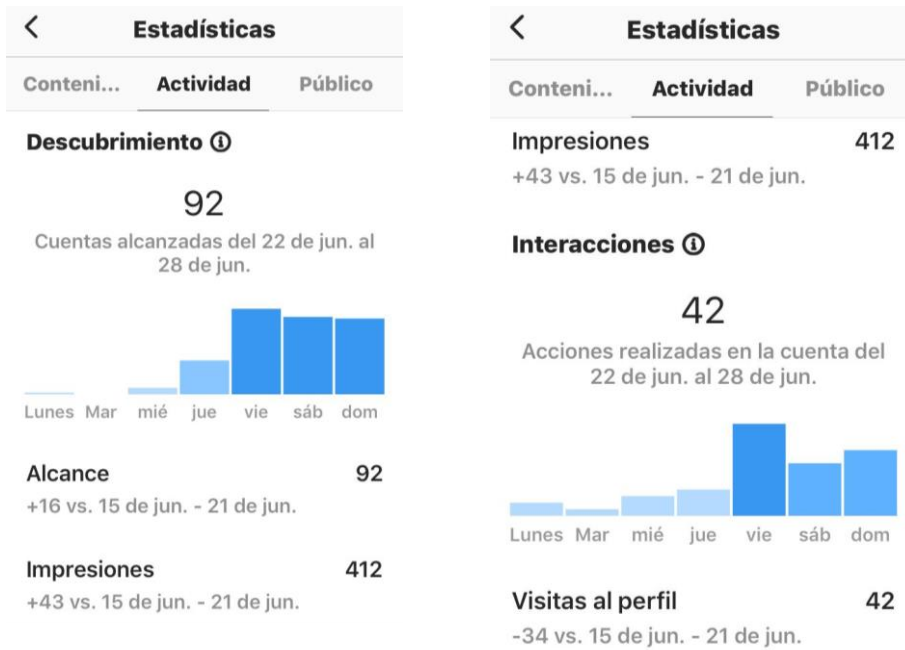 Estadísticas
Conteni... Actividad Público
Descubrimiento
92
Cuentas alcanzadas del 22 de jun. al
28 de jun.
Lunes Mar mié jue vie sáb dom
Alcance 92
+16 vs. 15 de jun. - 21 de jun.
Impresiones 412
+43 vs. 15 de jun. - 21 de jun.
Estadísticas
Conteni... Actividad Público
Impresiones 412
+43 vs. 15 de jun. - 21 de jun.
Interacciones
42
Acciones realizadas en la cuenta del
22 de jun. al 28 de jun.
Lunes Mar mié jue vie sáb dom
Visitas al perfil 42
-34 vs. 15 de jun. - 21 de jun.